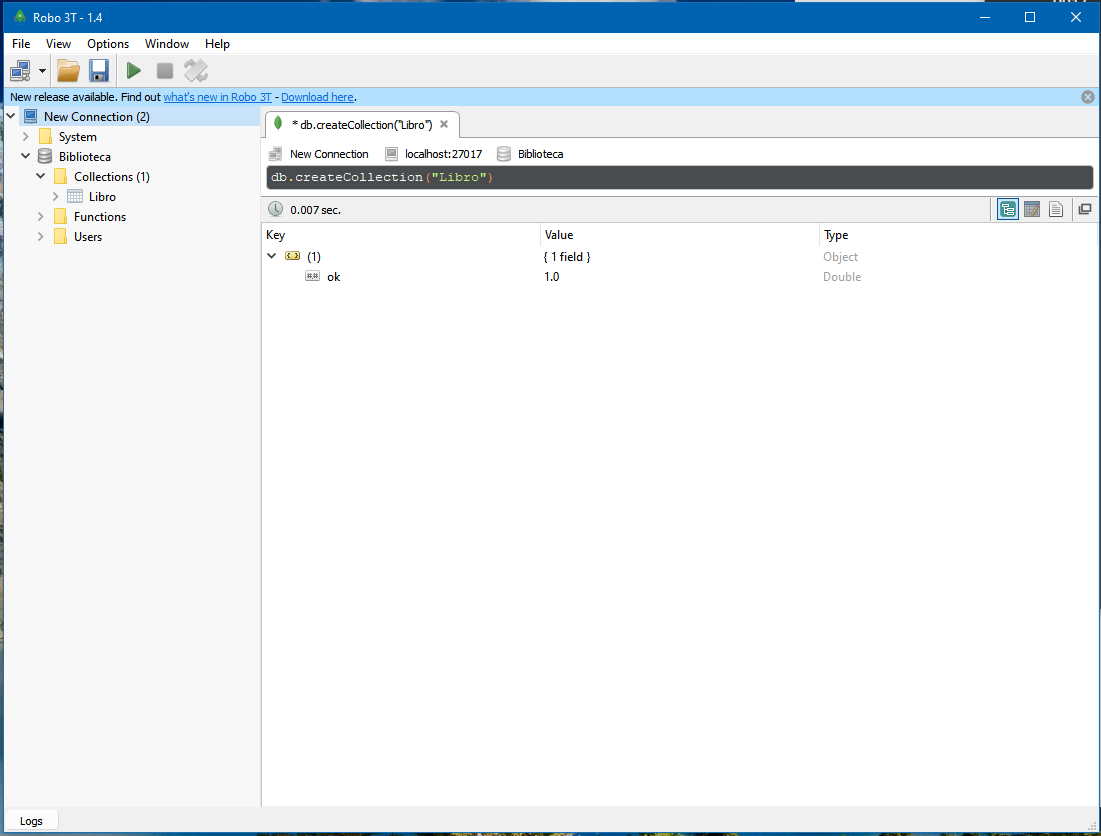 Robo 3T - 1.4
File View Options Window Help
New release available. Find out what's new in Robo 3T - Download here.
New Connection (2)
System
Biblioteca
Collections (1)
Libro
Functions
Users
* db.createCollection("Libro")
New Connection localhost:27017 Biblioteca
db.createCollection("Libro")
0.007 sec.
Key Value Type
(1) { 1 field } Object
ok 1.0 Double
Logs